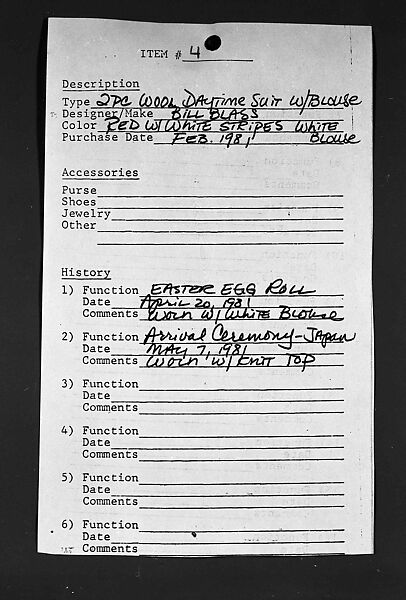 ITEM # 4
Description
Type 2PC WOOL DAYTIME SUIT W/BLOUSE
Designer/Make BILL BLASS
Color RED W/ WHITE STRIPES WHITE
Purchase Date FEB. 1981 BLOUSE
Accessories
Purse
Shoes
Jewelry
Other
History
1) Function EASTER EGG ROLL
Date April 20, 1981
Comments WORN W/ WHITE BLOUSE
2) Function Arrival Ceremony-JAPAN
Date MAY 7, 1981
Comments WORN W/ KNIT TOP
3) Function
Date
Comments
4) Function
Date
Comments
5) Function
Date
Comments
6) Function
Date
Comments